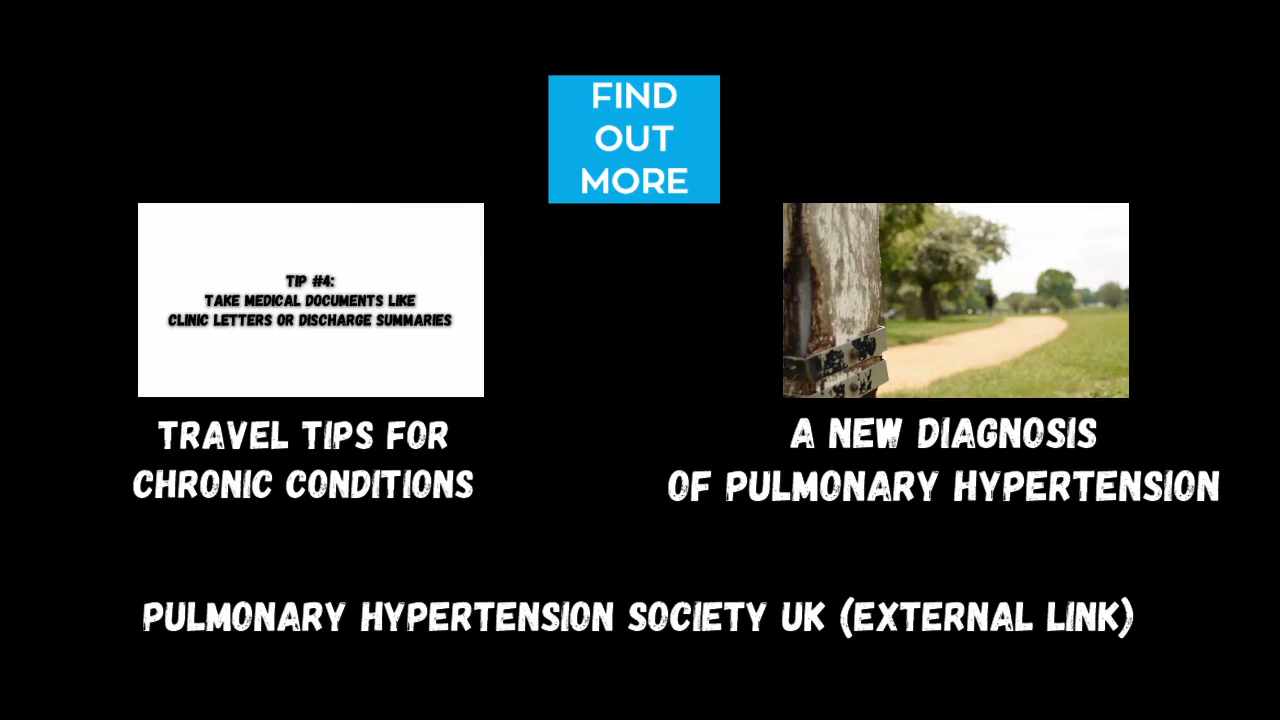 FIND
OUT
MORE
TIP #4:
TAKE MEDICAL DOCUMENTS LIKE
CLINIC LETTERS OR DISCHARGE SUMMARIES
TRAVEL TIPS FOR
CHRONIC CONDITIONS
A NEW DIAGNOSIS
OF PULMONARY HYPERTENSION
PULMONARY HYPERTENSION SOCIETY UK (EXTERNAL LINK)